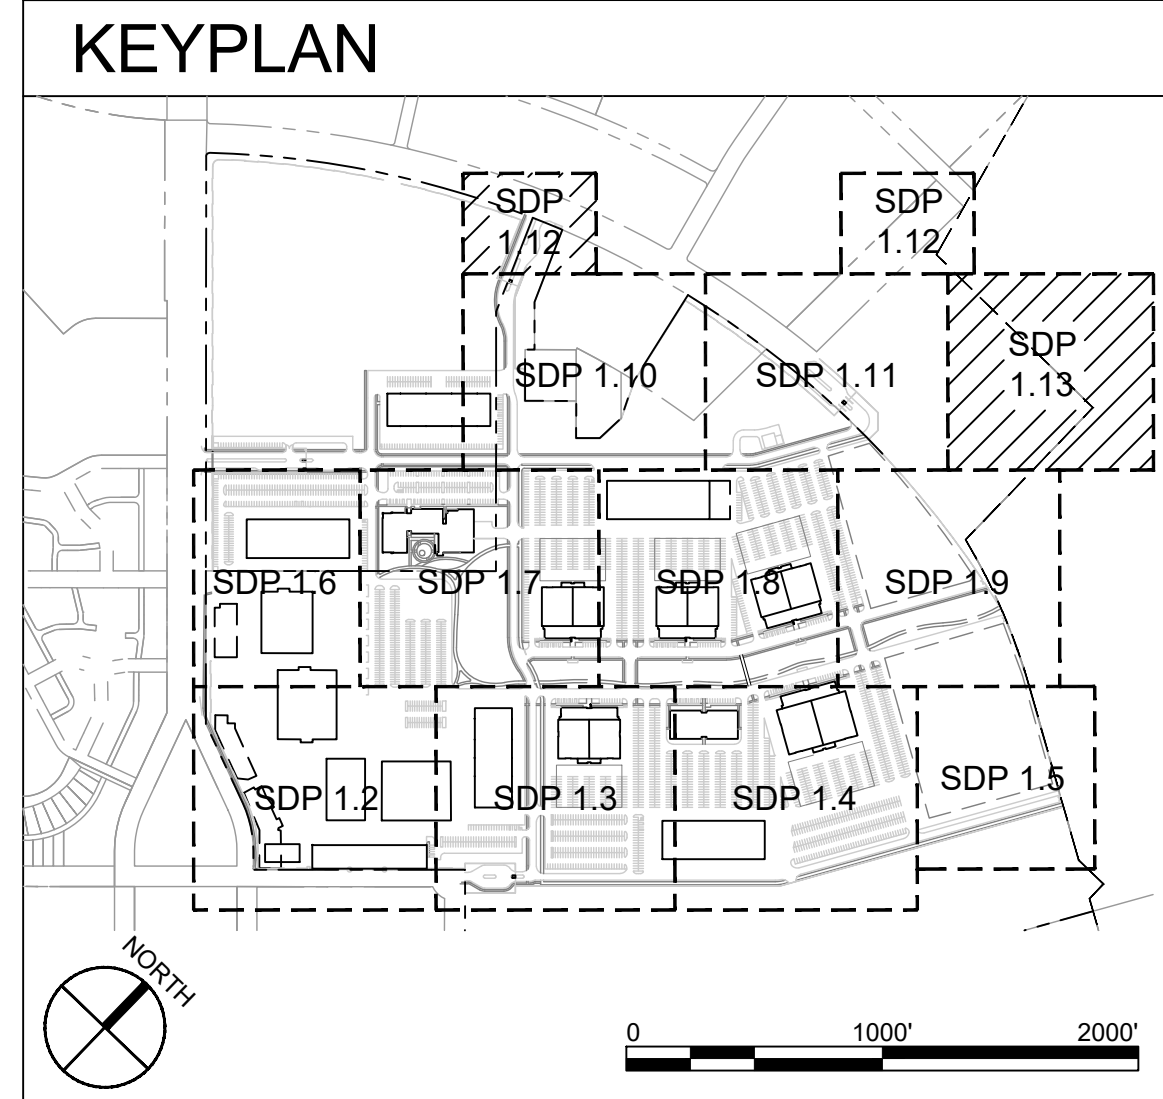 KEYPLAN
SDP
1.12
SDP
1.12
SDP
1.13
SDP 1.10
SDP 1.11
SDP 1.6
SDP 1.7
SDP 1.8
SDP 1.9
SDP 1.2
SDP 1.3
SDP 1.4
SDP 1.5
NORTH
0 1000' 2000'